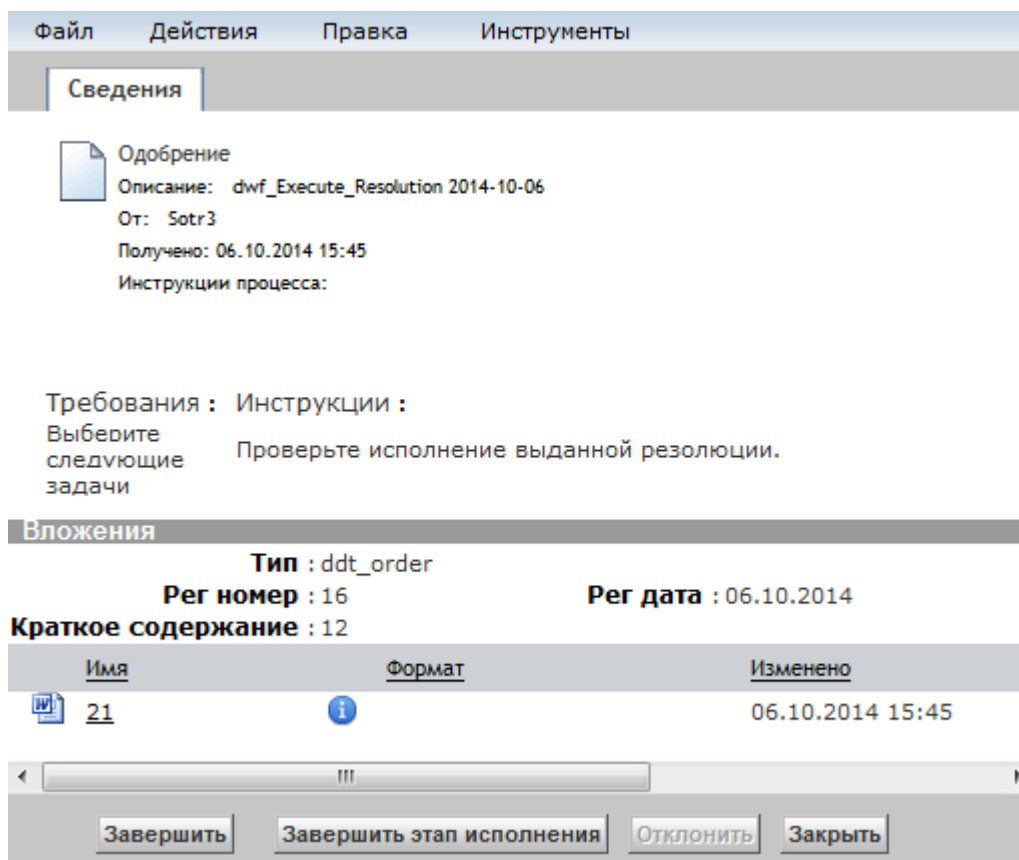 Файл Действия Правка Инструменты
Сведения
Одобрение
Описание: dwf_Execute_Resolution 2014-10-06
От: Sotr3
Получено: 06.10.2014 15:45
Инструкции процесса:
Требования : Инструкции :
Выберите
следующие
задачи
Проверьте исполнение выданной резолюции.
Вложения
Тип : ddt_order
Рег номер : 16 Рег дата : 06.10.2014
Краткое содержание : 12
Имя Формат Изменено
21 06.10.2014 15:45
Завершить Завершить этап исполнения Отклонить Закрыть